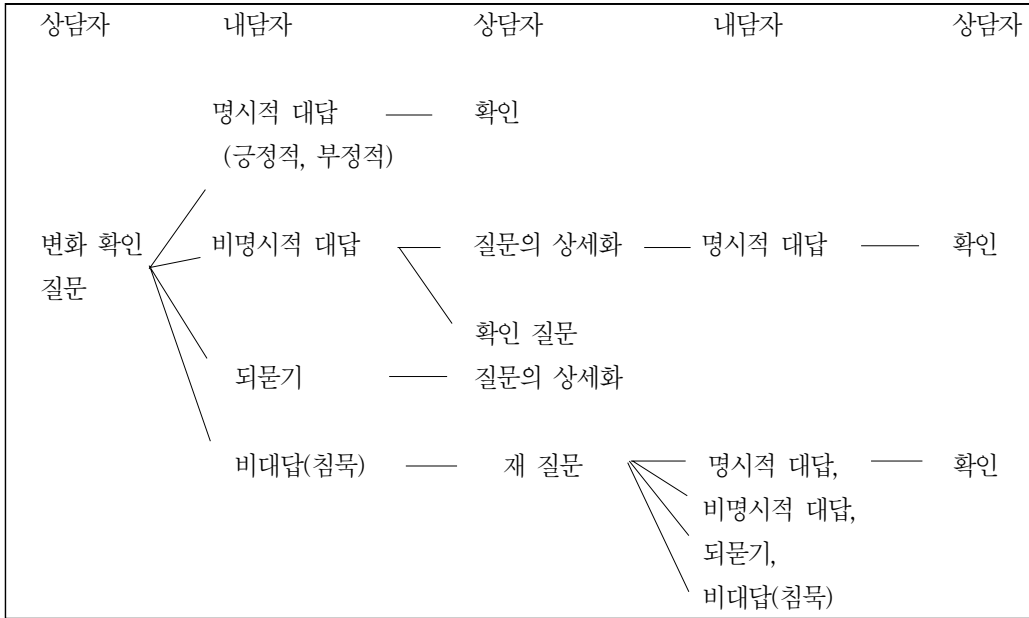 상담자 내담자 상담자 내담자 상담자
명시적 대답 확인
(긍정적, 부정적)
변화 확인 비명시적 대답 질문의 상세화 명시적 대답 확인
질문
확인 질문
되묻기 질문의 상세화
비대답(침묵) 재 질문 명시적 대답, 확인
비명시적 대답,
되묻기,
비대답(침묵)